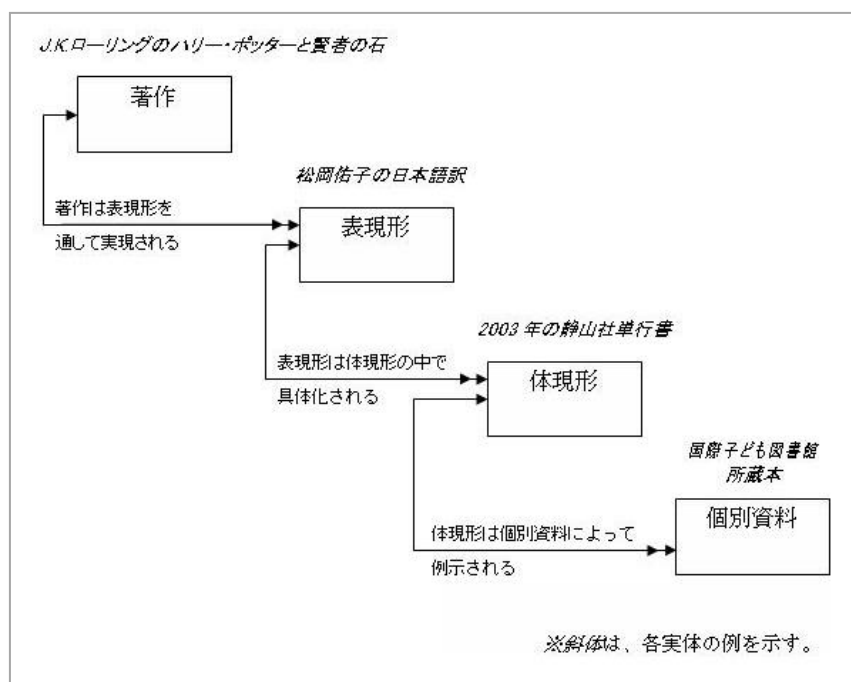 J.K.ローリングのハリー・ポッターと賢者の石
著作
松岡佑子の日本語訳
著作は表現形を
通して実現される
表現形
2003年の静山社単行書
表現形は体現形の中で
具体化される
体現形
国際子ども図書館
所蔵本
個別資料
体現形は個別資料によって
例示される
※斜体は、各実体の例を示す。